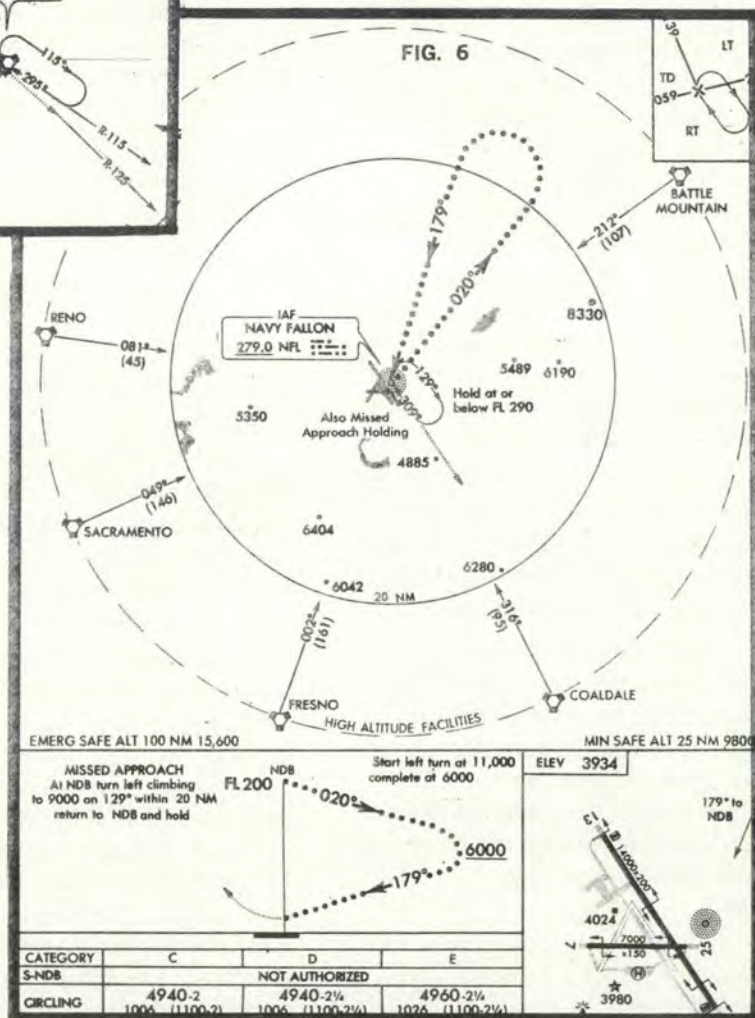 115°
295°
R-115
R-125
FIG. 6
LT
TD
059
RT
BATTLE
MOUNTAIN
212°
(107)
179°
020°
8330
RENO
081°
(45)
IAF
NAVY FALLON
279.0 NFL
129°
309°
5489
6190
Hold at or
below FL 290
5350
Also Missed
Approach Holding
4885
049°
(146)
SACRAMENTO
6404
6280
6042
20 NM
002°
(161)
316°
(95)
FRESNO
COALDALE
HIGH ALTITUDE FACILITIES
EMERG SAFE ALT 100 NM 15,600
MIN SAFE ALT 25 NM 9800
MISSED APPROACH
At NDB turn left climbing
to 9000 on 129° within 20 NM
return to NDB and hold
NDB
FL 200
Start left turn at 11,000
complete at 6000
020°
6000
179°
ELEV 3934
179° to
NDB
13
14000x200
4024
7000
x150
7
25
H
3980
CATEGORY C D E
S-NDB NOT AUTHORIZED
CIRCLING 4940-2 4940-2¼ 4960-2¼
1006 (1100-2) 1006 (1100-2¼) 1026 (1100-2¼)